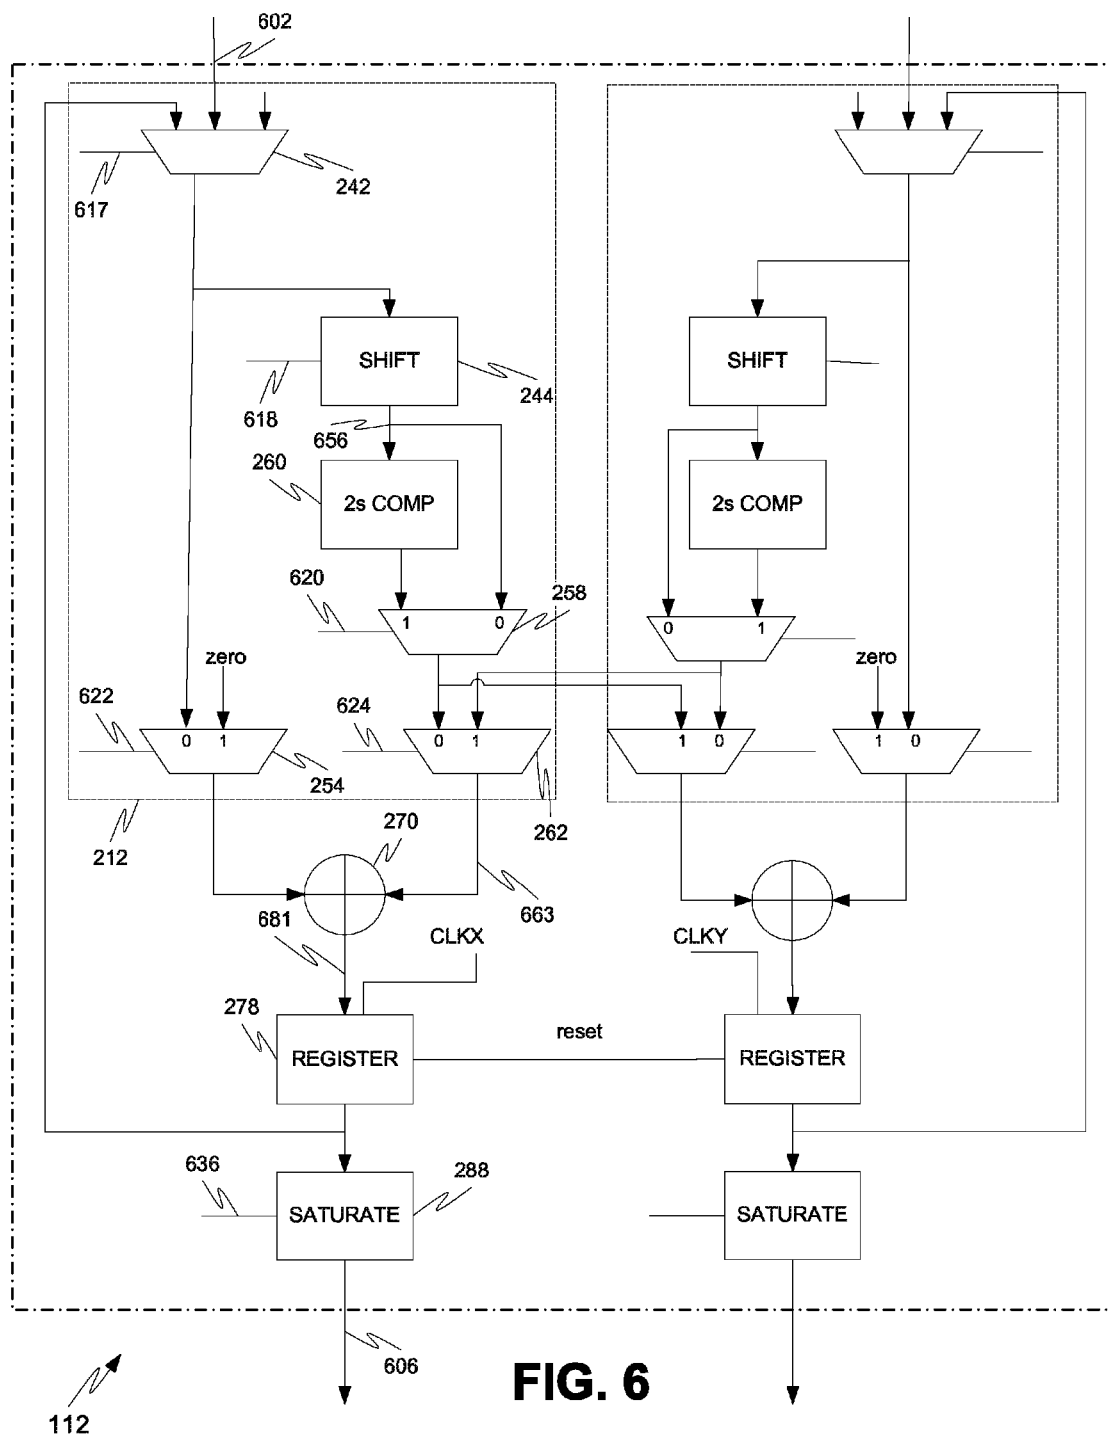 602
617
242
SHIFT
SHIFT
618
244
656
260
2s COMP
2s COMP
620
258
1 0
0 1
zero
zero
622
624
0 1
0 1
1 0
1 0
254
262
212
270
663
681
CLKX
CLKY
278
REGISTER
reset
REGISTER
636
288
SATURATE
SATURATE
606
112
FIG. 6